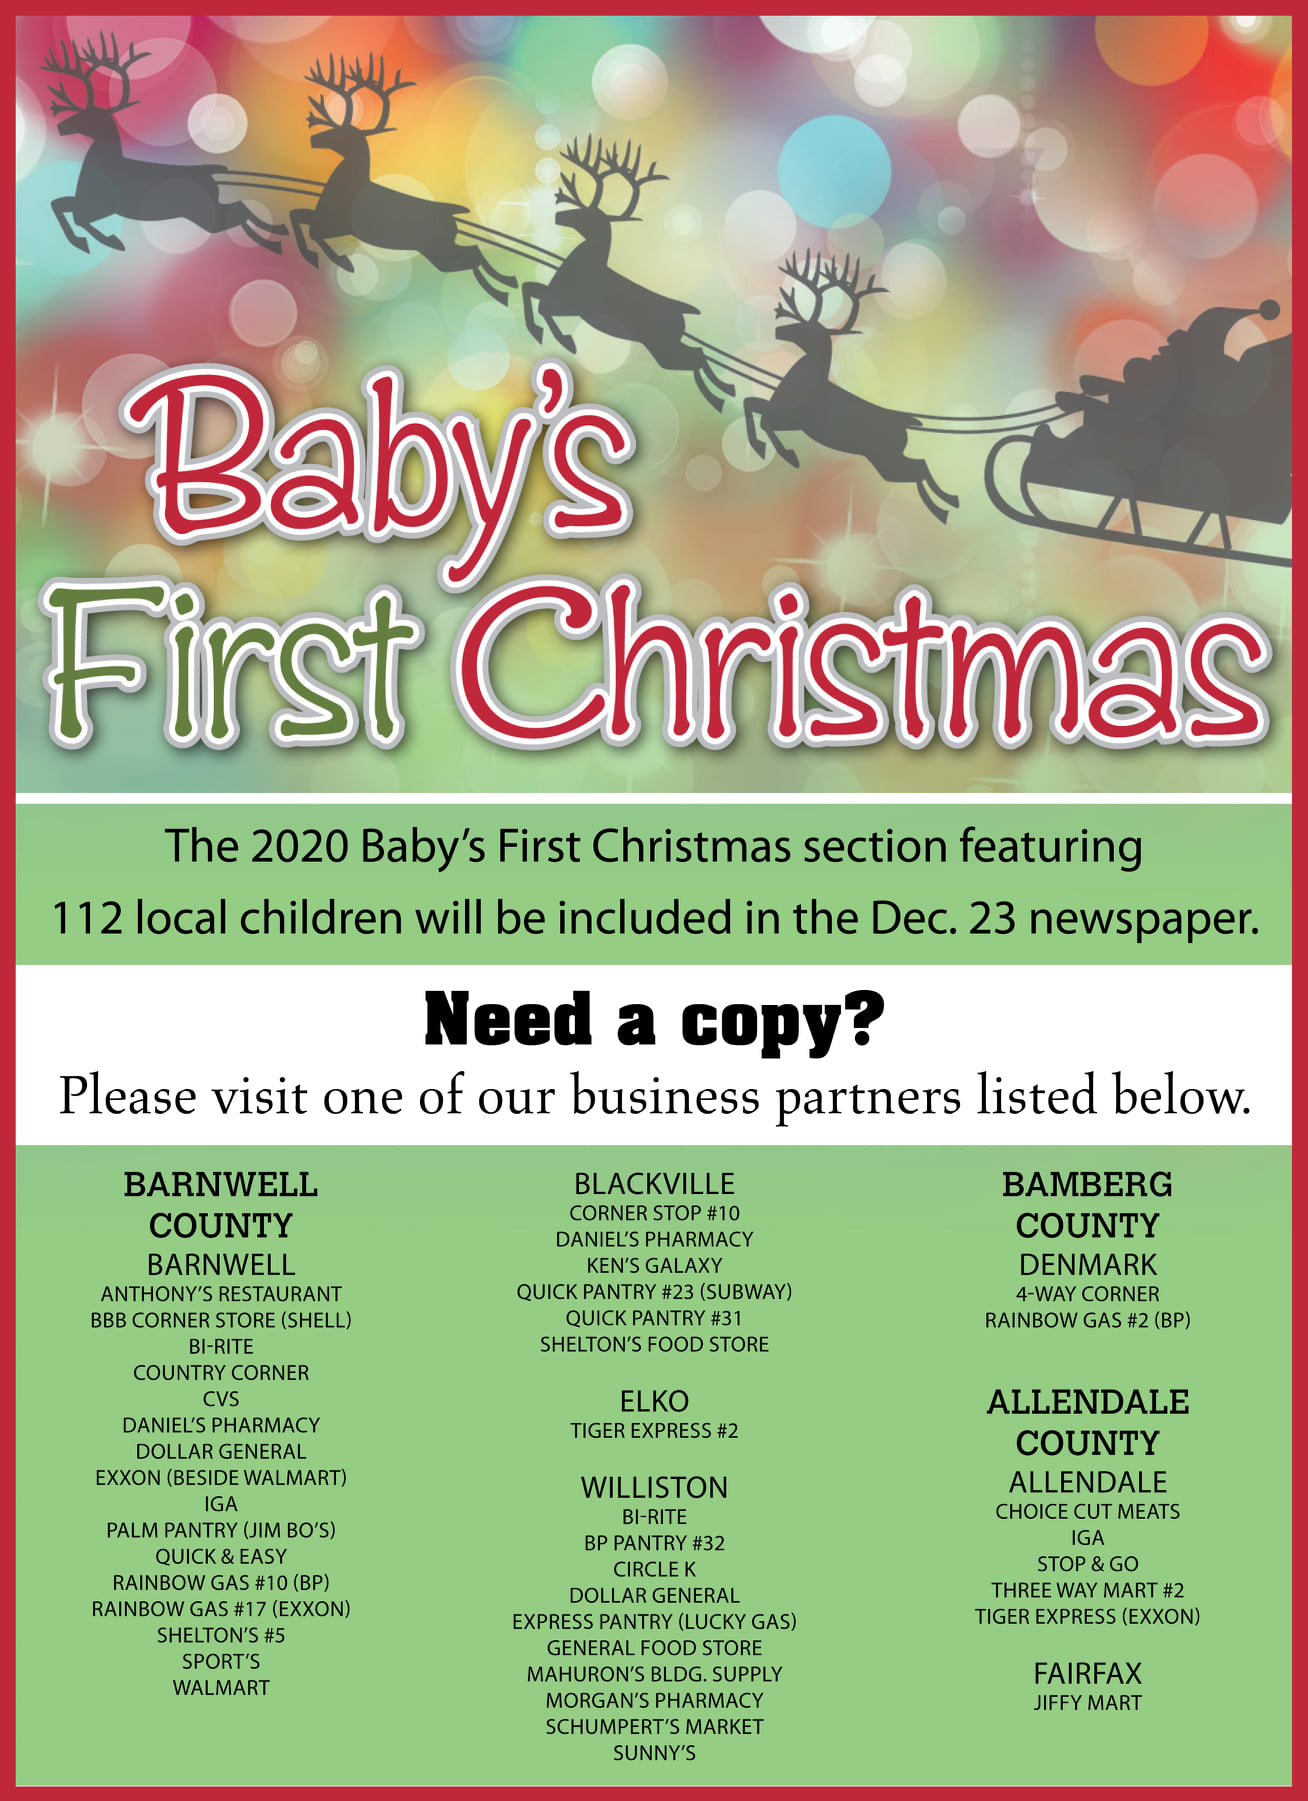 Baby's
First Christmas
The 2020 Baby's First Christmas section featuring
112 local children will be included in the Dec. 23 newspaper.
Need a copy?
Please visit one of our business partners listed below.
BARNWELL
COUNTY
BARNWELL
ANTHONY'S RESTAURANT
BBB CORNER STORE (SHELL)
BI-RITE
COUNTRY CORNER
CVS
DANIEL'S PHARMACY
DOLLAR GENERAL
EXXON (BESIDE WALMART)
IGA
PALM PANTRY (JIM BO'S)
QUICK & EASY
RAINBOW GAS #10 (BP)
RAINBOW GAS #17 (EXXON)
SHELTON'S #5
SPORT'S
WALMART
BLACKVILLE
CORNER STOP #10
DANIEL'S PHARMACY
KEN'S GALAXY
QUICK PANTRY #23 (SUBWAY)
QUICK PANTRY #31
SHELTON'S FOOD STORE
ELKO
TIGER EXPRESS #2
WILLISTON
BI-RITE
BP PANTRY #32
CIRCLE K
DOLLAR GENERAL
EXPRESS PANTRY (LUCKY GAS)
GENERAL FOOD STORE
MAHURON'S BLDG. SUPPLY
MORGAN'S PHARMACY
SCHUMPERT'S MARKET
SUNNY'S
BAMBERG
COUNTY
DENMARK
4-WAY CORNER
RAINBOW GAS #2 (BP)
ALLENDALE
COUNTY
ALLENDALE
CHOICE CUT MEATS
IGA
STOP & GO
THREE WAY MART #2
TIGER EXPRESS (EXXON)
FAIRFAX
JIFFY MART